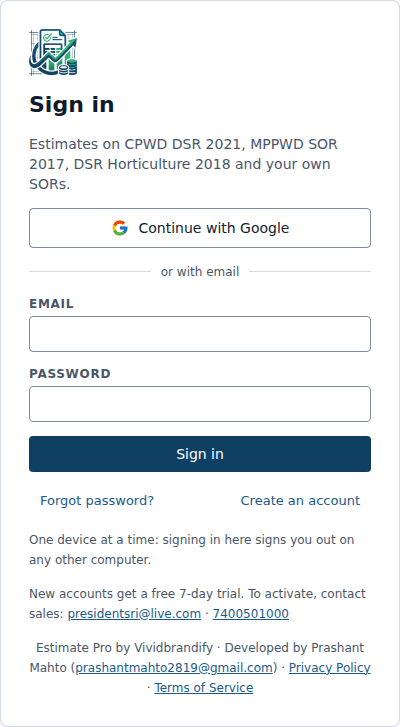 Sign in
Estimates on CPWD DSR 2021, MPPWD SOR
2017, DSR Horticulture 2018 and your own
SORs.
Continue with Google
or with email
EMAIL
PASSWORD
Sign in
Forgot password? Create an account
One device at a time: signing in here signs you out on
any other computer.
New accounts get a free 7-day trial. To activate, contact
sales: presidentsri@live.com · 7400501000
Estimate Pro by Vividbrandify · Developed by Prashant
Mahto (prashantmahto2819@gmail.com) · Privacy Policy
· Terms of Service